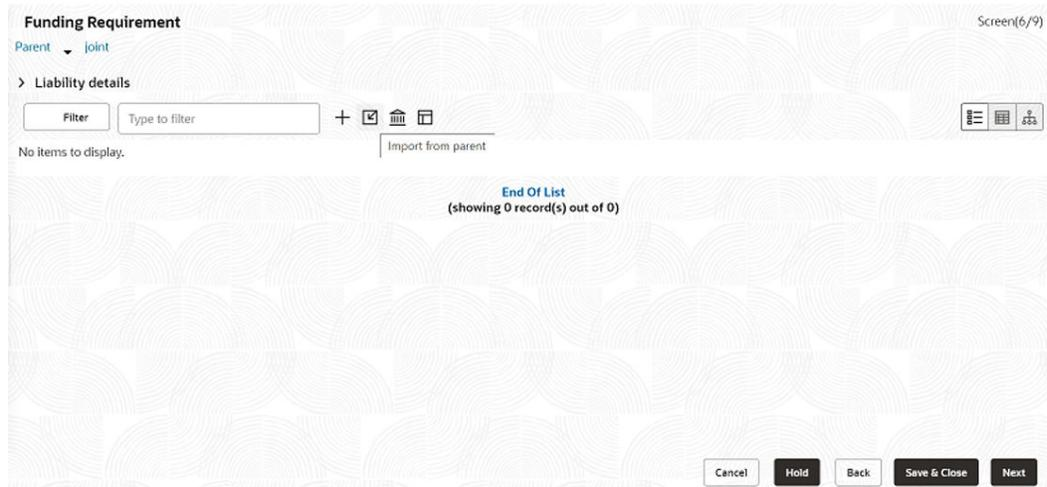 Funding Requirement
Screen(6/9)
Parent joint
Liability details
Filter Type to filter
Import from parent
No items to display.
End Of List
(showing 0 record(s) out of 0)
Cancel Hold Back Save & Close Next